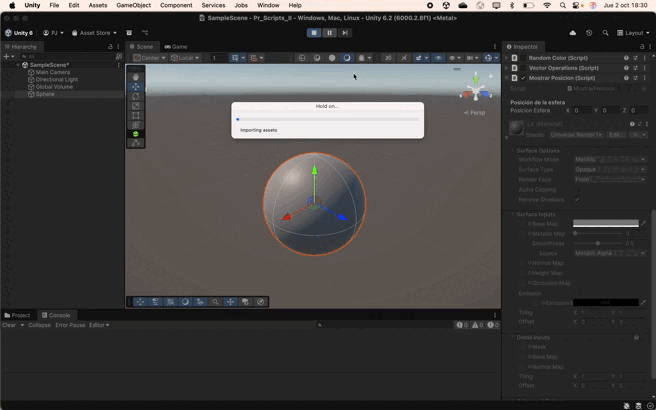 Unity File Edit Assets GameObject Component Services Window Help Jue 2 oct 18:30
SampleScene - Pr_Scripts_II - Windows, Mac, Linux - Unity 6 (6000.2.6f1) <Metal>
Unity 6 PJ Asset Store Layout
Hierarchy
All
SampleScene*
Main Camera
Directional Light
Global Volume
Sphere
Scene Game
Center Local 1 2D
y
Persp
Hold on...
Importing assets
Project Console
Clear Collapse Error Pause Editor
0 0 0
Inspector
Random Color (Script)
Vector Operations (Script)
Mostrar Posicion (Script)
Script MostrarPosicion
Posición de la esfera
Posicion Esfera X 0 Y 0 Z 0
Lit (Material)
Shader Universal Render Edit...
Surface Options
Workflow Mode Metallic
Surface Type Opaque
Render Face Front
Alpha Clipping
Receive Shadows
Surface Inputs
Base Map
Metallic Map 0
Smoothness 0.5
Source Metallic Alpha
Normal Map
Height Map
Occlusion Map
Emission
Emission HDR
Tiling X 1 Y 1
Offset X 0 Y 0
Detail Inputs
Mask
Base Map
Normal Map
Tiling X 1 Y 1
Offset X 0 Y 0